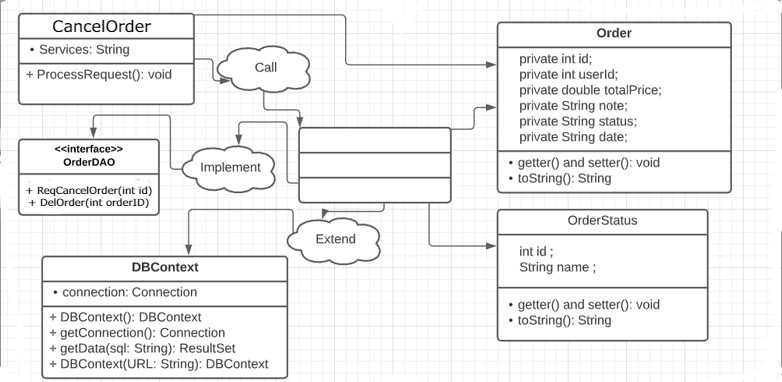 CancelOrder
• Services: String
+ ProcessRequest(): void
Call
Order
private int id;
private int userId;
private double totalPrice;
private String note;
private String status;
private String date;
• getter() and setter(): void
• toString(): String
<<interface>>
OrderDAO
+ ReqCancelOrder(int id)
+ DelOrder(int orderID)
Implement
Extend
OrderStatus
int id ;
String name ;
• getter() and setter(): void
• toString(): String
DBContext
• connection: Connection
+ DBContext(): DBContext
+ getConnection(): Connection
+ getData(sql: String): ResultSet
+ DBContext(URL: String): DBContext